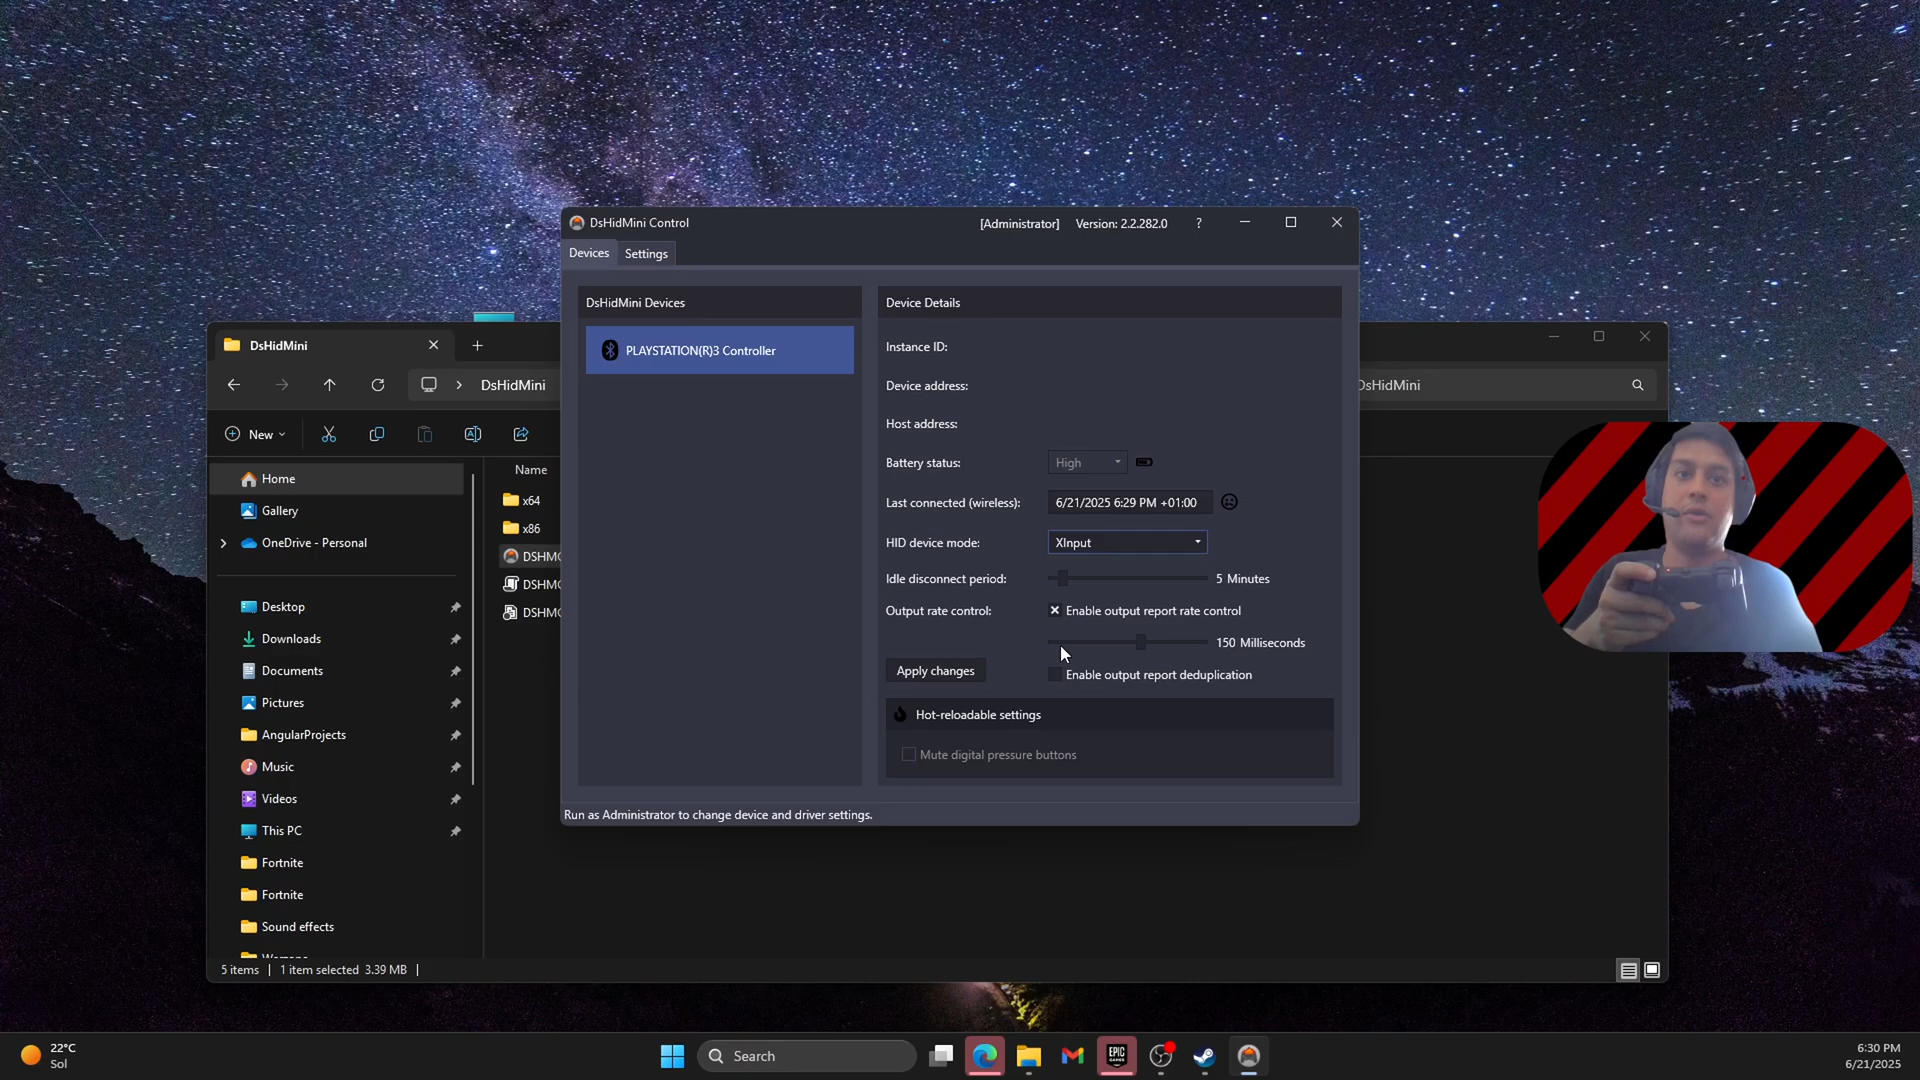 DsHidMini Control
[Administrator] Version: 2.2.282.0 ?
Devices
Settings
DsHidMini Devices
PLAYSTATION(R)3 Controller
Device Details
Instance ID:
Device address:
Host address:
Battery status:
High
Last connected (wireless):
6/21/2025 6:29 PM +01:00
HID device mode:
XInput
Idle disconnect period:
5 Minutes
Output rate control:
Enable output report rate control
150 Milliseconds
Apply changes
Enable output report deduplication
Hot-reloadable settings
Mute digital pressure buttons
Run as Administrator to change device and driver settings.
DsHidMini
DsHidMini
DsHidMini
New
Name
Home
Gallery
OneDrive - Personal
Desktop
Downloads
Documents
Pictures
AngularProjects
Music
Videos
This PC
Fortnite
Fortnite
Sound effects
x64
x86
DSHMC
DSHMC
DSHMC
5 items
1 item selected 3.39 MB
22°C
Sol
Search
EPIC
GAMES
6:30 PM
6/21/2025